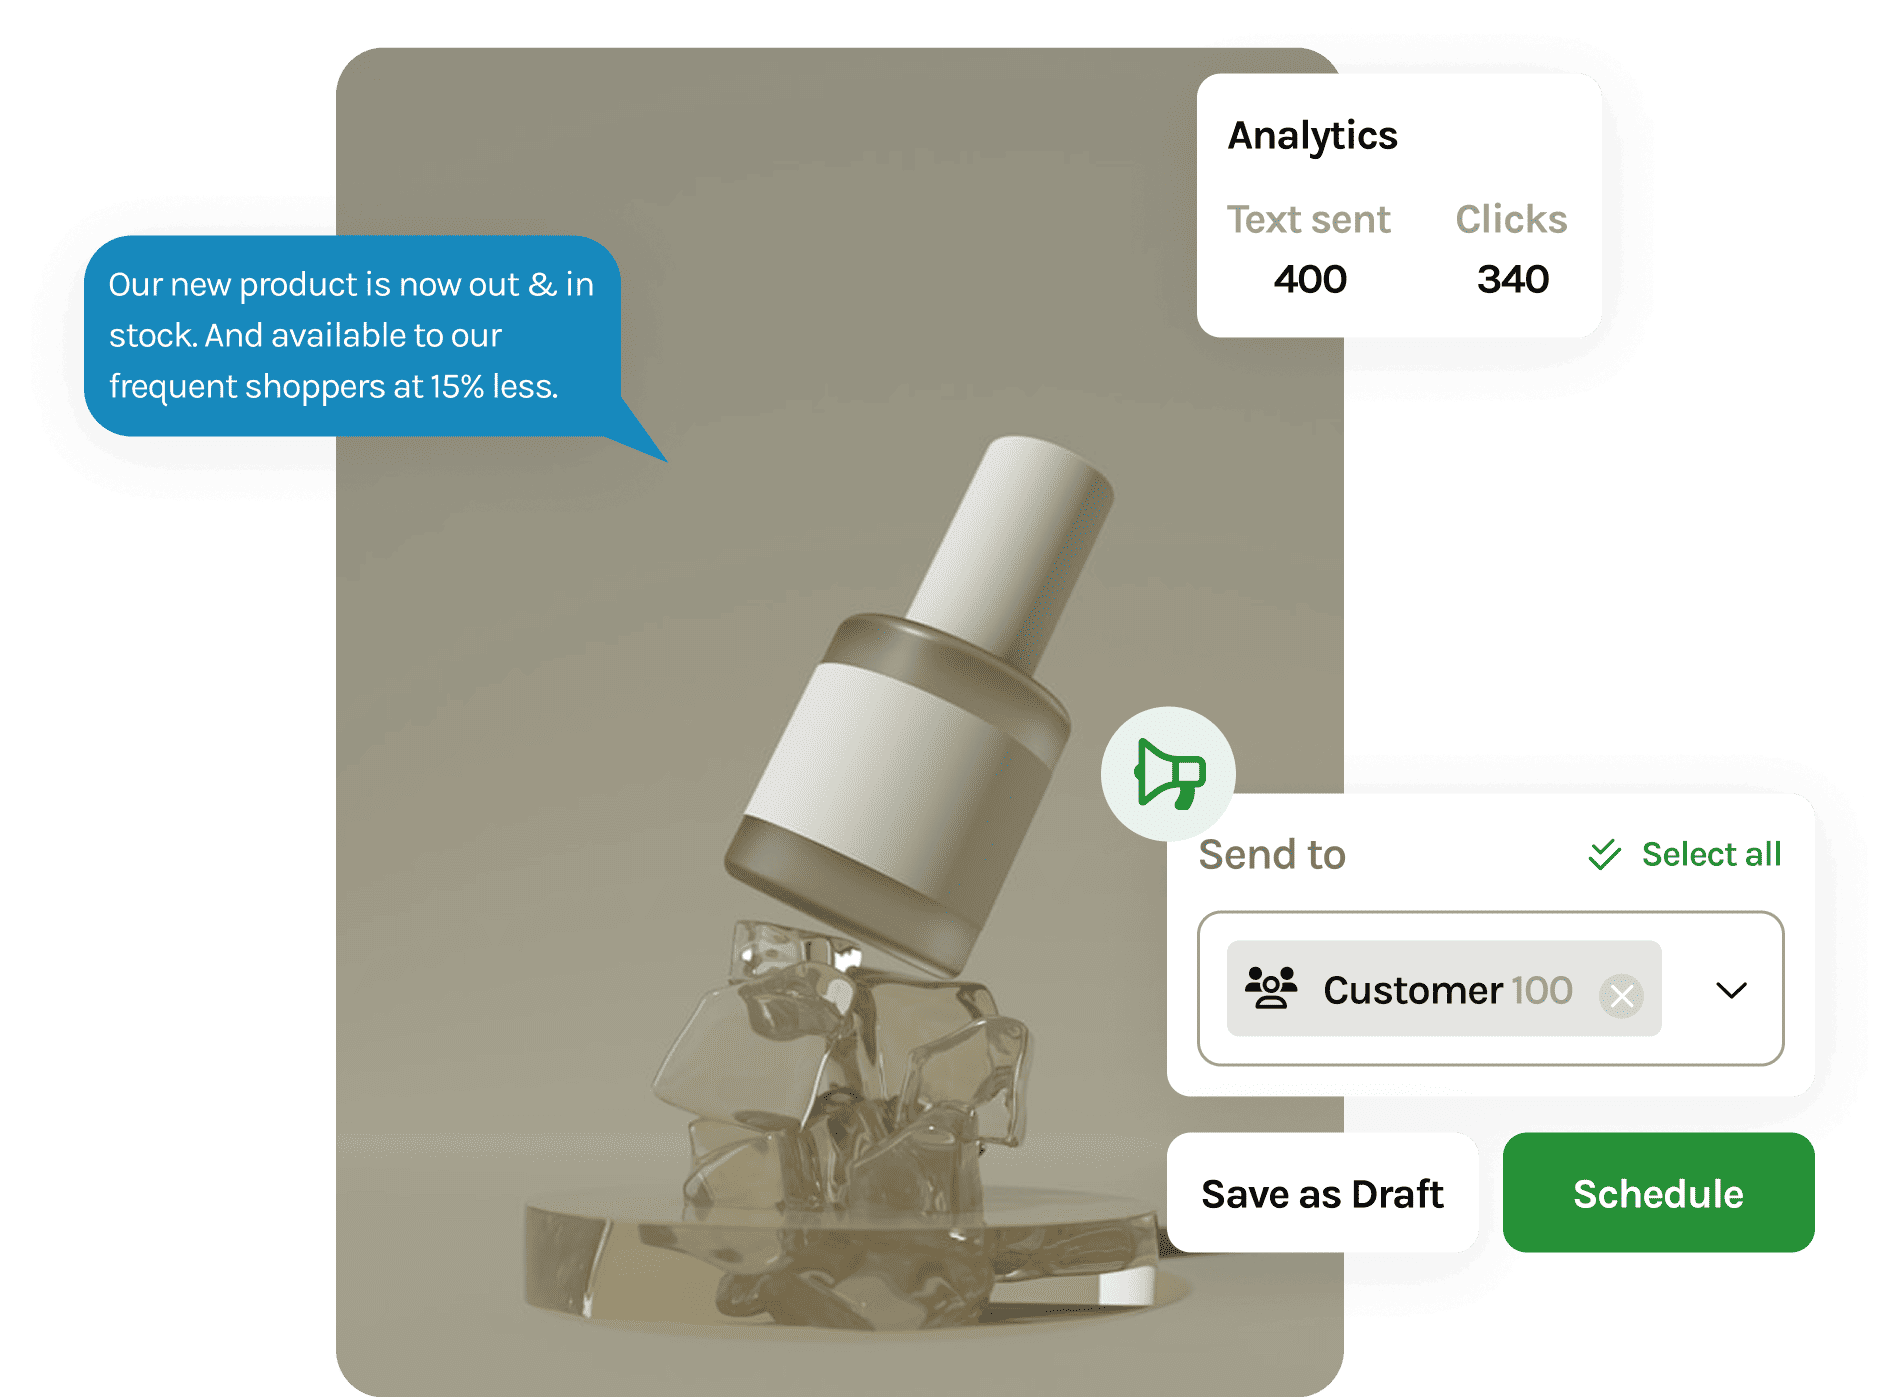 Analytics
Text sent Clicks
400 340
Our new product is now out & in
stock. And available to our
frequent shoppers at 15% less.
Send to Select all
Customer 100
Save as Draft Schedule